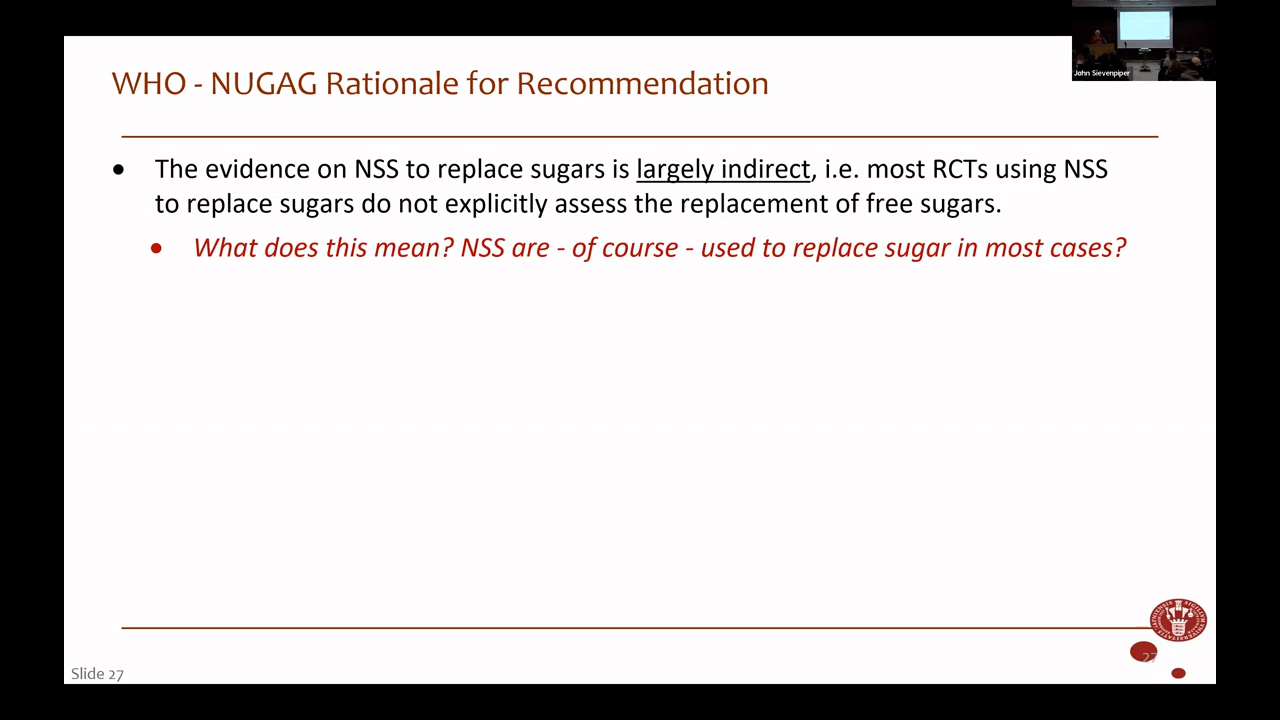 John Sievenpiper
WHO - NUGAG Rationale for Recommendation
• The evidence on NSS to replace sugars is largely indirect, i.e. most RCTs using NSS
to replace sugars do not explicitly assess the replacement of free sugars.
• What does this mean? NSS are - of course - used to replace sugar in most cases?
27
Slide 27